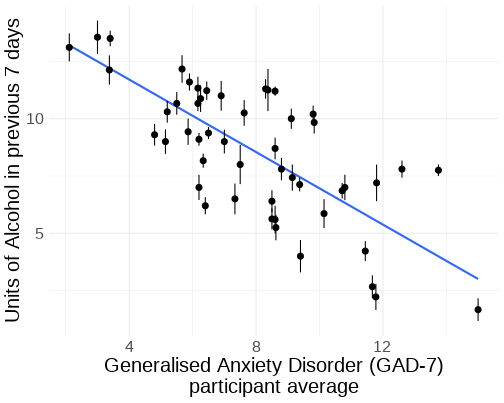 Units of Alcohol in previous 7 days
10
5
4
8
12
Generalised Anxiety Disorder (GAD-7)
participant average